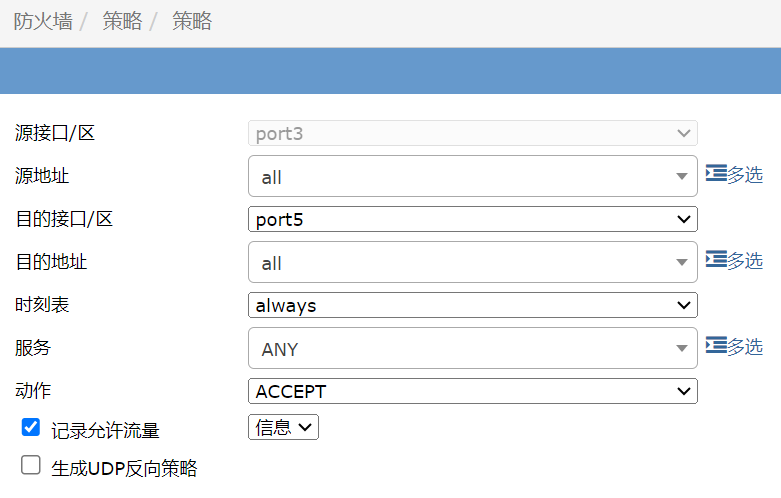 防火墙 / 策略 / 策略
源接口/区 port3
源地址 all 多选
目的接口/区 port5
目的地址 all 多选
时刻表 always
服务 ANY 多选
动作 ACCEPT
记录允许流量 信息
生成UDP反向策略